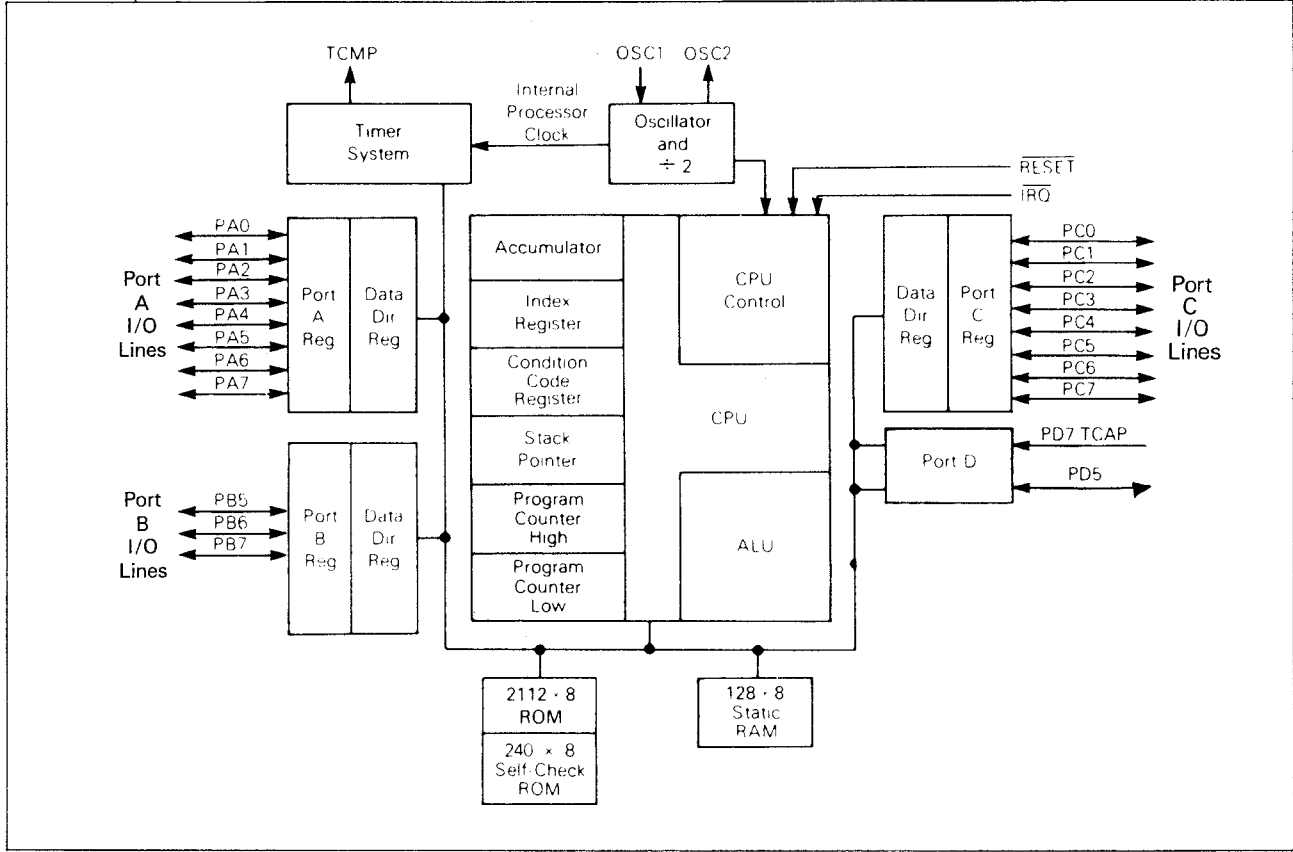 TCMP
OSC1 OSC2
Internal
Processor
Clock
Timer
System
Oscillator
and
÷ 2
RESET
IRQ
Port
A
I/O
Lines
PA0
PA1
PA2
PA3
PA4
PA5
PA6
PA7
Port
A
Reg
Data
Dir
Reg
Accumulator
Index
Register
Condition
Code
Register
Stack
Pointer
Program
Counter
High
Program
Counter
Low
CPU
Control
CPU
ALU
Data
Dir
Reg
Port
C
Reg
PC0
PC1
PC2
PC3
PC4
PC5
PC6
PC7
Port
C
I/O
Lines
Port D
PD7 TCAP
PD5
Port
B
I/O
Lines
PB5
PB6
PB7
Port
B
Reg
Data
Dir
Reg
2112 × 8
ROM
240 × 8
Self-Check
ROM
128 × 8
Static
RAM